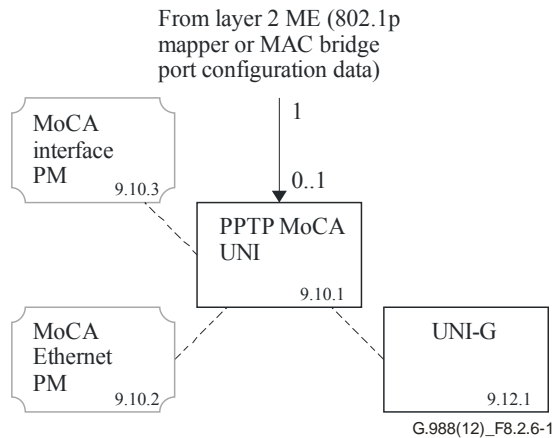 From layer 2 ME (802.1p
mapper or MAC bridge
port configuration data)
1
MoCA
interface
PM
9.10.3
0..1
PPTP MoCA
UNI
9.10.1
MoCA
Ethernet
PM
9.10.2
UNI-G
9.12.1
G.988(12)_F8.2.6-1